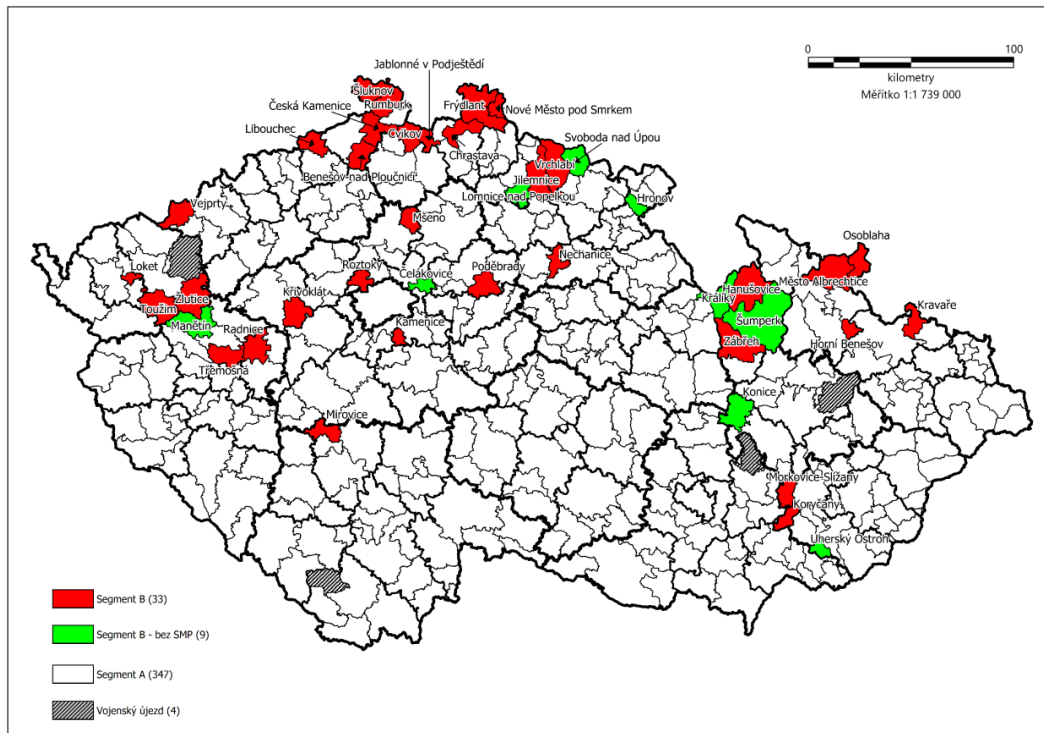 0
100
kilometry
Měřítko 1:1 739 000
Jablonné v Podještědí
Šluknov
Česká Kamenice
Rumburk
Frýdlant
Nové Město pod Smrkem
Libouchec
Cvikov
Svoboda nad Úpou
Chrastava
Vrchlabí
Benešov nad Ploučnicí
Jilemnice
Lomnice nad Popelkou
Hronov
Vejprty
Mšeno
Osoblaha
Loket
Roztoky
Čelákovice
Poděbrady
Nechanice
Město Albrechtice
Hanušovice
Žlutice
Králíky
Toužim
Křivoklát
Kravaře
Manětín
Radnice
Kamenice
Šumperk
Zábřeh
Horní Benešov
Třemošná
Konice
Mirovice
Morkovice-Slížany
Koryčany
Uherský Ostroh
Segment B (33)
Segment B - bez SMP (9)
Segment A (347)
Vojenský újezd (4)